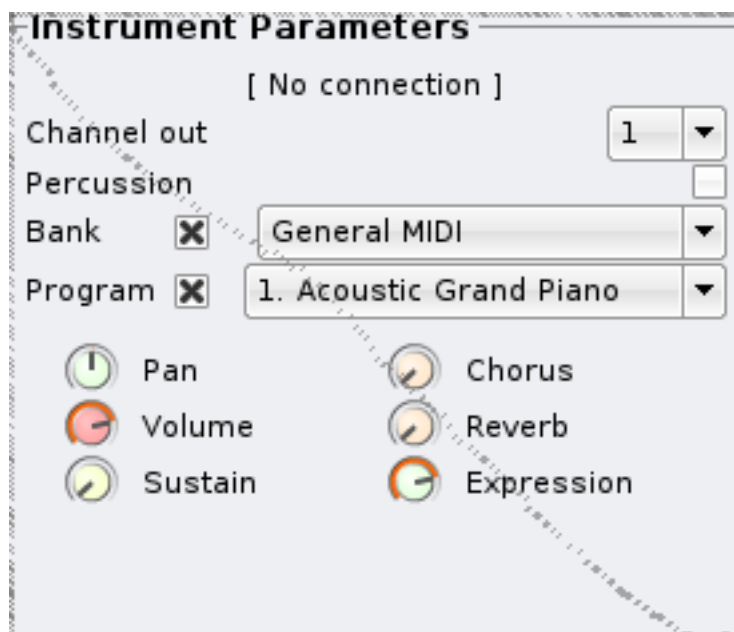 Instrument Parameters
[ No connection ]
Channel out 1
Percussion
Bank General MIDI
Program 1. Acoustic Grand Piano
Pan Chorus
Volume Reverb
Sustain Expression